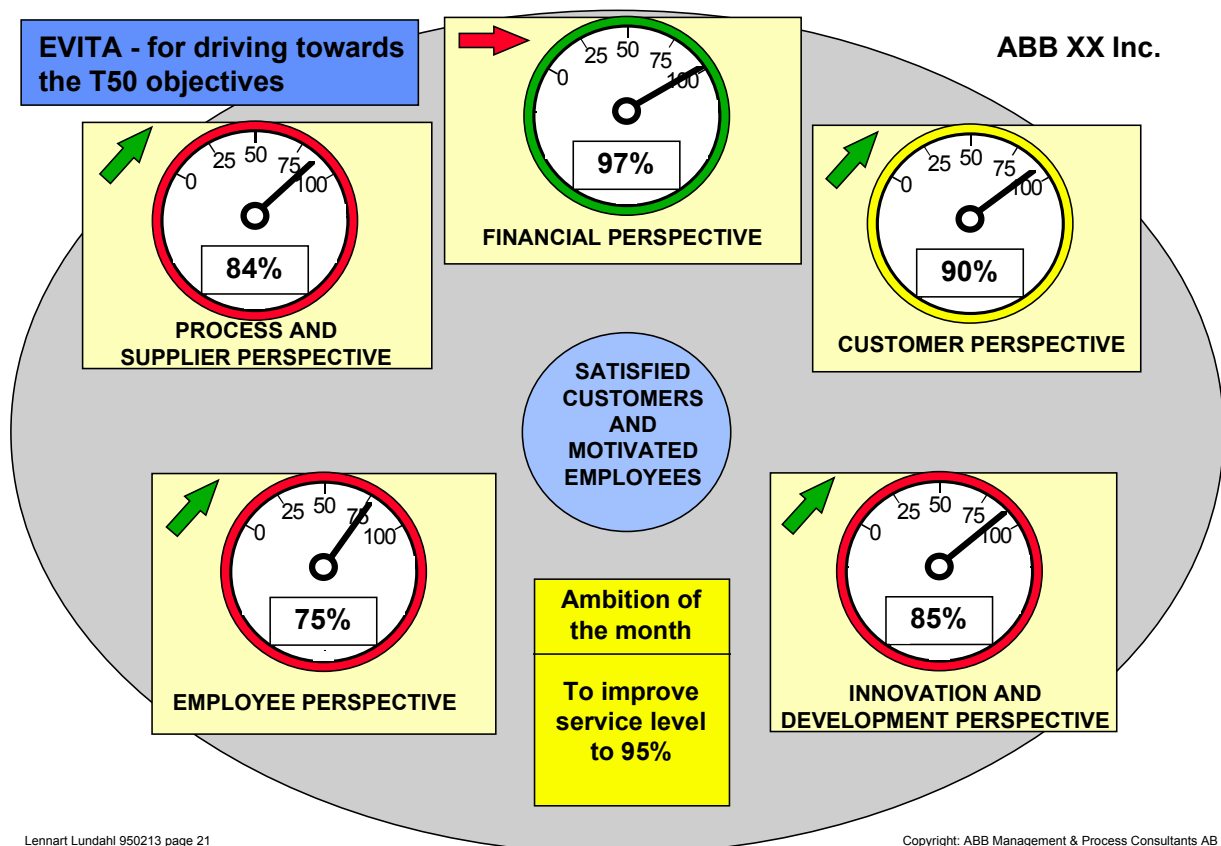 EVITA - for driving towards
the T50 objectives
ABB XX Inc.
0 25 50 75 100
97%
FINANCIAL PERSPECTIVE
0 25 50 75 100
84%
PROCESS AND
SUPPLIER PERSPECTIVE
0 25 50 75 100
90%
CUSTOMER PERSPECTIVE
SATISFIED
CUSTOMERS
AND
MOTIVATED
EMPLOYEES
0 25 50 75 100
75%
EMPLOYEE PERSPECTIVE
Ambition of
the month
To improve
service level
to 95%
0 25 50 75 100
85%
INNOVATION AND
DEVELOPMENT PERSPECTIVE
Lennart Lundahl 950213 page 21
Copyright: ABB Management & Process Consultants AB